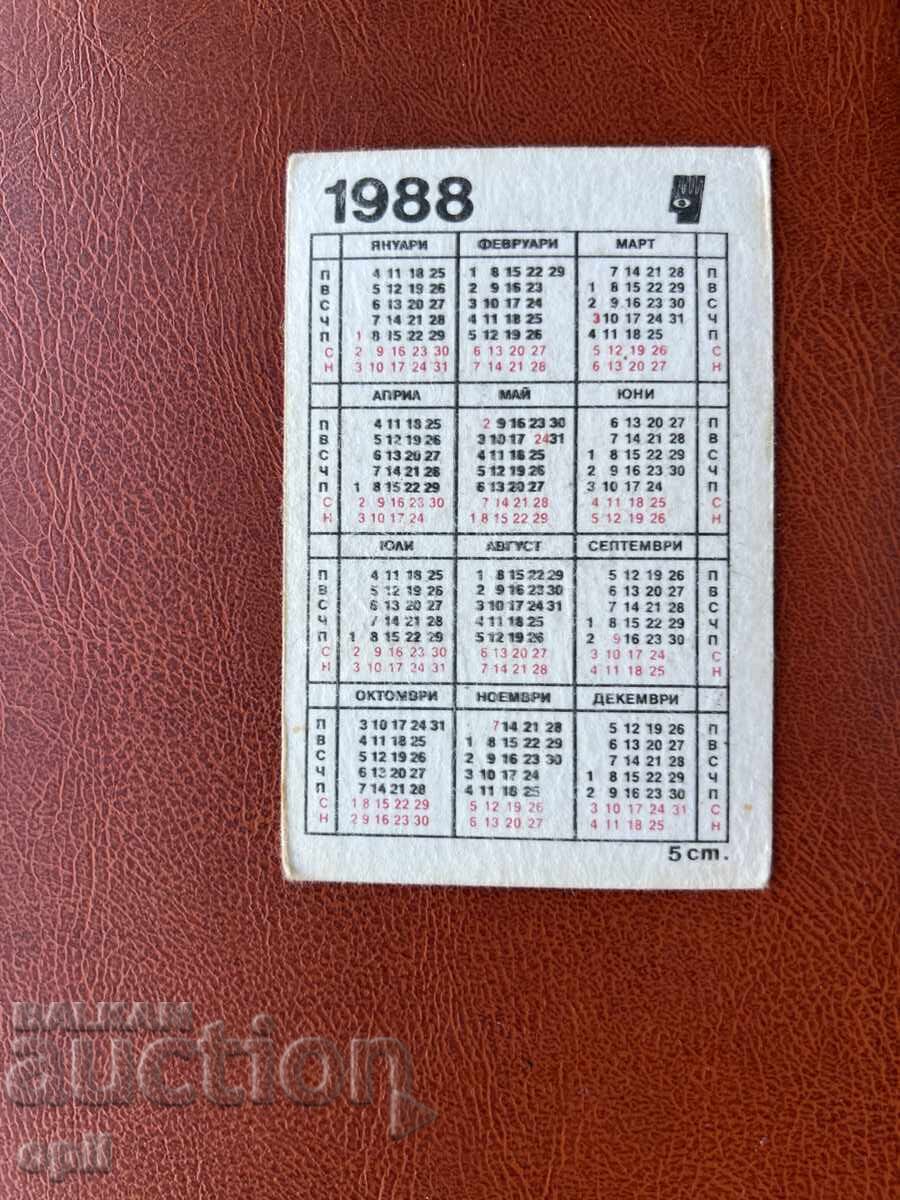 1988
ЯНУАРИ ФЕВРУАРИ МАРТ
П 4 11 18 25 1 8 15 22 29 7 14 21 28 П
В 5 12 19 26 2 9 16 23 1 8 15 22 29 В
С 6 13 20 27 3 10 17 24 2 9 16 23 30 С
Ч 7 14 21 28 4 11 18 25 3 10 17 24 31 Ч
П 1 8 15 22 29 5 12 19 26 4 11 18 25 П
С 2 9 16 23 30 6 13 20 27 5 12 19 26 С
Н 3 10 17 24 31 7 14 21 28 6 13 20 27 Н
АПРИЛ МАЙ ЮНИ
П 4 11 18 25 2 9 16 23 30 6 13 20 27 П
В 5 12 19 26 3 10 17 24 31 7 14 21 28 В
С 6 13 20 27 4 11 18 25 1 8 15 22 29 С
Ч 7 14 21 28 5 12 19 26 2 9 16 23 30 Ч
П 1 8 15 22 29 6 13 20 27 3 10 17 24 П
С 2 9 16 23 30 7 14 21 28 4 11 18 25 С
Н 3 10 17 24 1 8 15 22 29 5 12 19 26 Н
ЮЛИ АВГУСТ СЕПТЕМВРИ
П 4 11 18 25 1 8 15 22 29 5 12 19 26 П
В 5 12 19 26 2 9 16 23 30 6 13 20 27 В
С 6 13 20 27 3 10 17 24 31 7 14 21 28 С
Ч 7 14 21 28 4 11 18 25 1 8 15 22 29 Ч
П 1 8 15 22 29 5 12 19 26 2 9 16 23 30 П
С 2 9 16 23 30 6 13 20 27 3 10 17 24 С
Н 3 10 17 24 31 7 14 21 28 4 11 18 25 Н
ОКТОМВРИ НОЕМВРИ ДЕКЕМВРИ
П 3 10 17 24 31 7 14 21 28 5 12 19 26 П
В 4 11 18 25 1 8 15 22 29 6 13 20 27 В
С 5 12 19 26 2 9 16 23 30 7 14 21 28 С
Ч 6 13 20 27 3 10 17 24 1 8 15 22 29 Ч
П 7 14 21 28 4 11 18 25 2 9 16 23 30 П
С 1 8 15 22 29 5 12 19 26 3 10 17 24 31 С
Н 2 9 16 23 30 6 13 20 27 4 11 18 25 Н
5 ст.
BALKAN
auction
apil